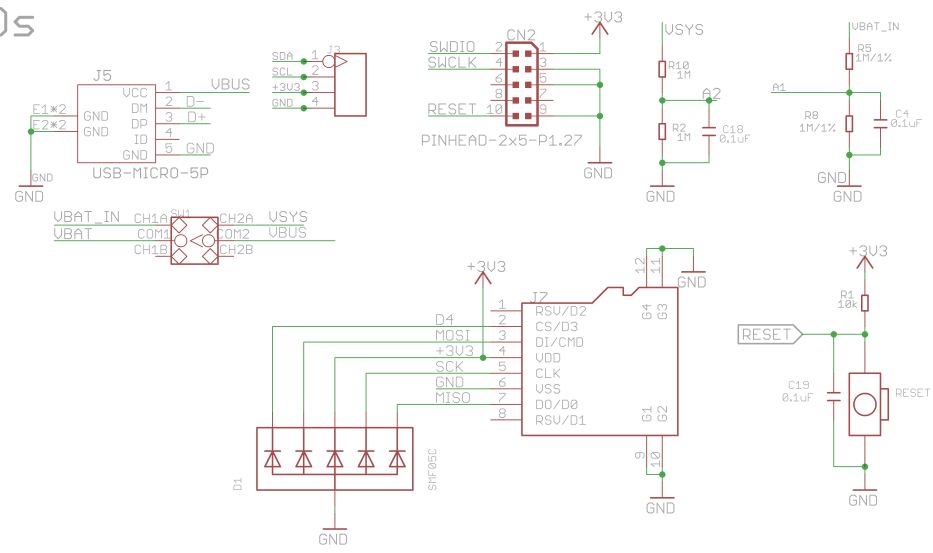 J5
VCC 1 VBUS
DM 2 D-
DP 3 D+
ID 4
GND 5 GND
E1*2 GND
E2*2 GND
GND
GND
USB-MICRO-5P
J3
SDA 1
SCL 2
+3V3 3
GND 4
+3V3
CN2
SWDIO 2 1
SWCLK 4 3
6 5
8 7
RESET 10 9
PINHEAD-2x5-P1.27
GND
VSYS
R10
1M
A2
R2
1M
C18
0.1uF
GND
VBAT_IN
R5
1M/1%
A1
R8
1M/1%
C4
0.1uF
GND
GND
SW1
VBAT_IN CH1A CH2A VSYS
VBAT COM1 COM2 VBUS
CH1B CH2B
+3V3
J7
1 RSV/D2
D4 2 CS/D3
MOSI 3 DI/CMD
+3V3 4 VDD
SCK 5 CLK
GND 6 VSS
MISO 7 DO/D0
8 RSV/D1
12 11
G4 G3
GND
G1 G2
9 10
GND
D1
SMF05C
GND
+3V3
R1
10k
RESET
C19
0.1uF
RESET
GND